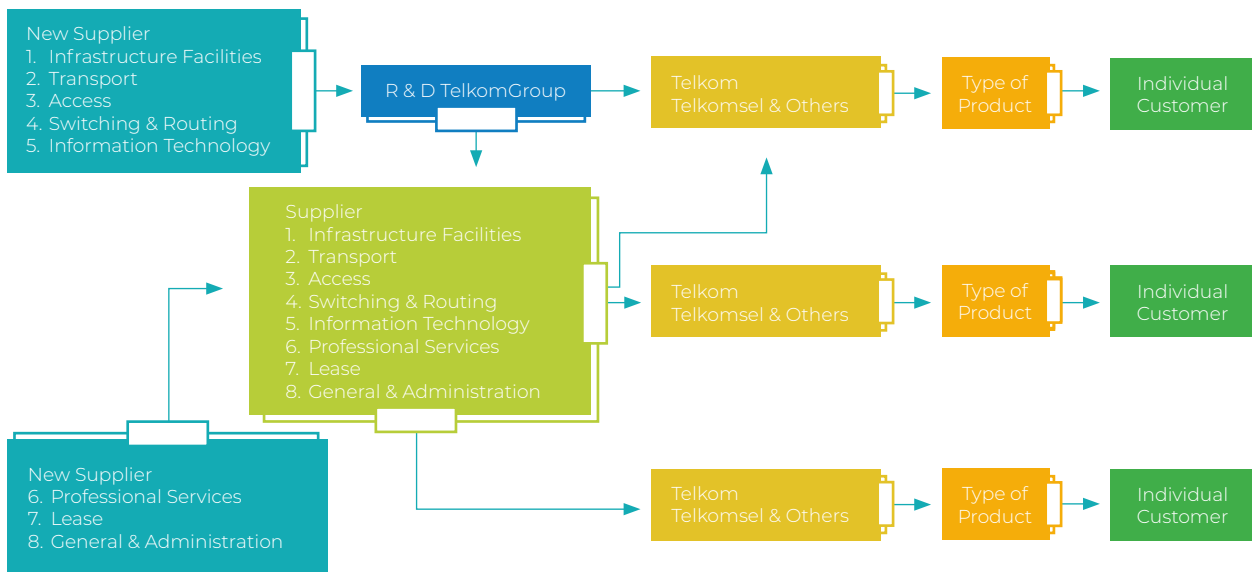 New Supplier
1. Infrastructure Facilities
2. Transport
3. Access
4. Switching & Routing
5. Information Technology
R & D TelkomGroup
Telkom
Telkomsel & Others
Type of
Product
Individual
Customer
Supplier
1. Infrastructure Facilities
2. Transport
3. Access
4. Switching & Routing
5. Information Technology
6. Professional Services
7. Lease
8. General & Administration
Telkom
Telkomsel & Others
Type of
Product
Individual
Customer
New Supplier
6. Professional Services
7. Lease
8. General & Administration
Telkom
Telkomsel & Others
Type of
Product
Individual
Customer